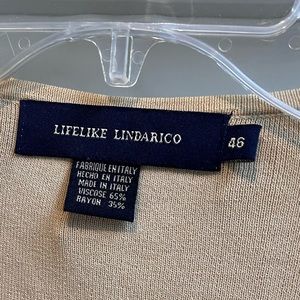 LIFELIKE LINDARICO
46
FABRIQUE EN ITALY
HECHO EN ITALY
MADE IN ITALY
VISCOSE 65%
RAYON 35%